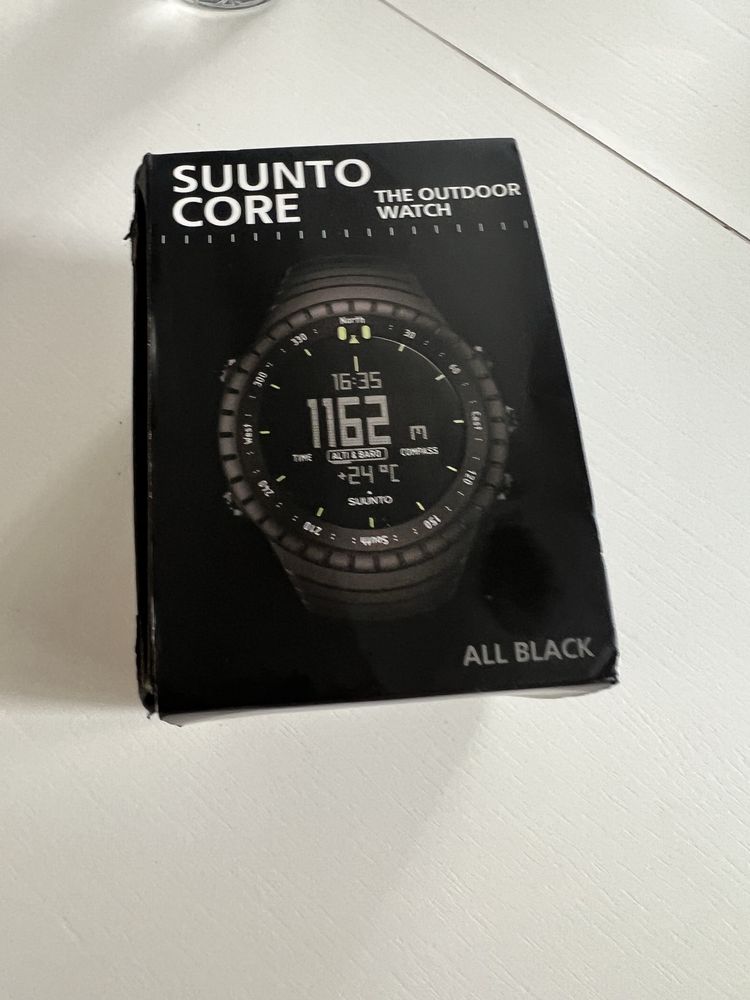 SUUNTO
CORE
THE OUTDOOR
WATCH
North
30
60
East
120
150
South
210
240
West
300
330
16:35
1162 m
TIME ALTI & BARO COMPASS
+24 °C
SUUNTO
ALL BLACK